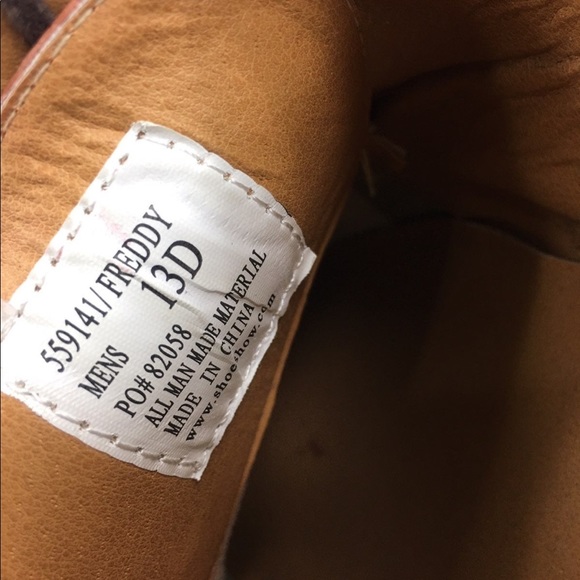 559141/FREDDY
MENS 13D
PO# 82058
ALL MAN MADE MATERIAL
MADE IN CHINA
www.shoeshow.com